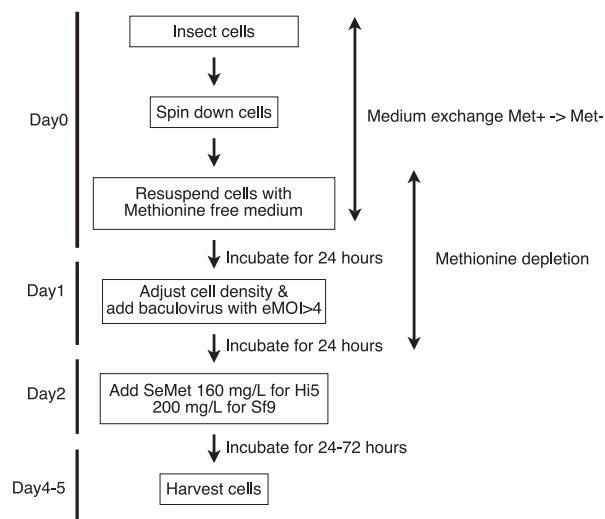 Insect cells
Day0
Spin down cells
Medium exchange Met+ -> Met-
Resuspend cells with
Methionine free medium
Incubate for 24 hours
Methionine depletion
Day1
Adjust cell density &
add baculovirus with eMOI>4
Incubate for 24 hours
Day2
Add SeMet 160 mg/L for Hi5
200 mg/L for Sf9
Incubate for 24-72 hours
Day4-5
Harvest cells